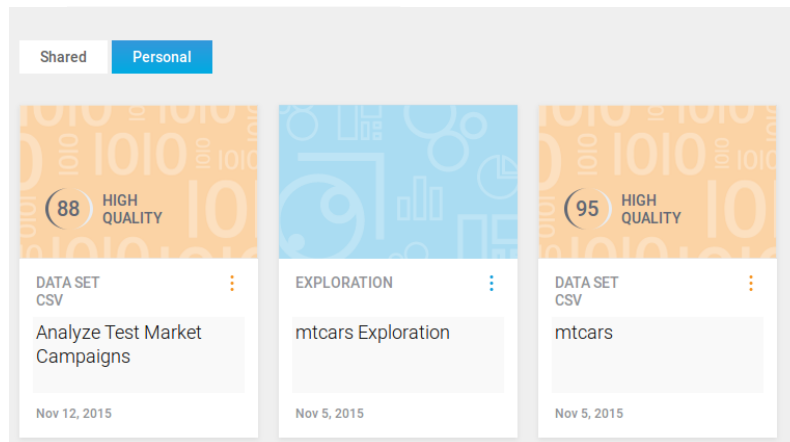 Shared
Personal
88
HIGH
QUALITY
DATA SET
CSV
Analyze Test Market
Campaigns
Nov 12, 2015
EXPLORATION
mtcars Exploration
Nov 5, 2015
95
HIGH
QUALITY
DATA SET
CSV
mtcars
Nov 5, 2015